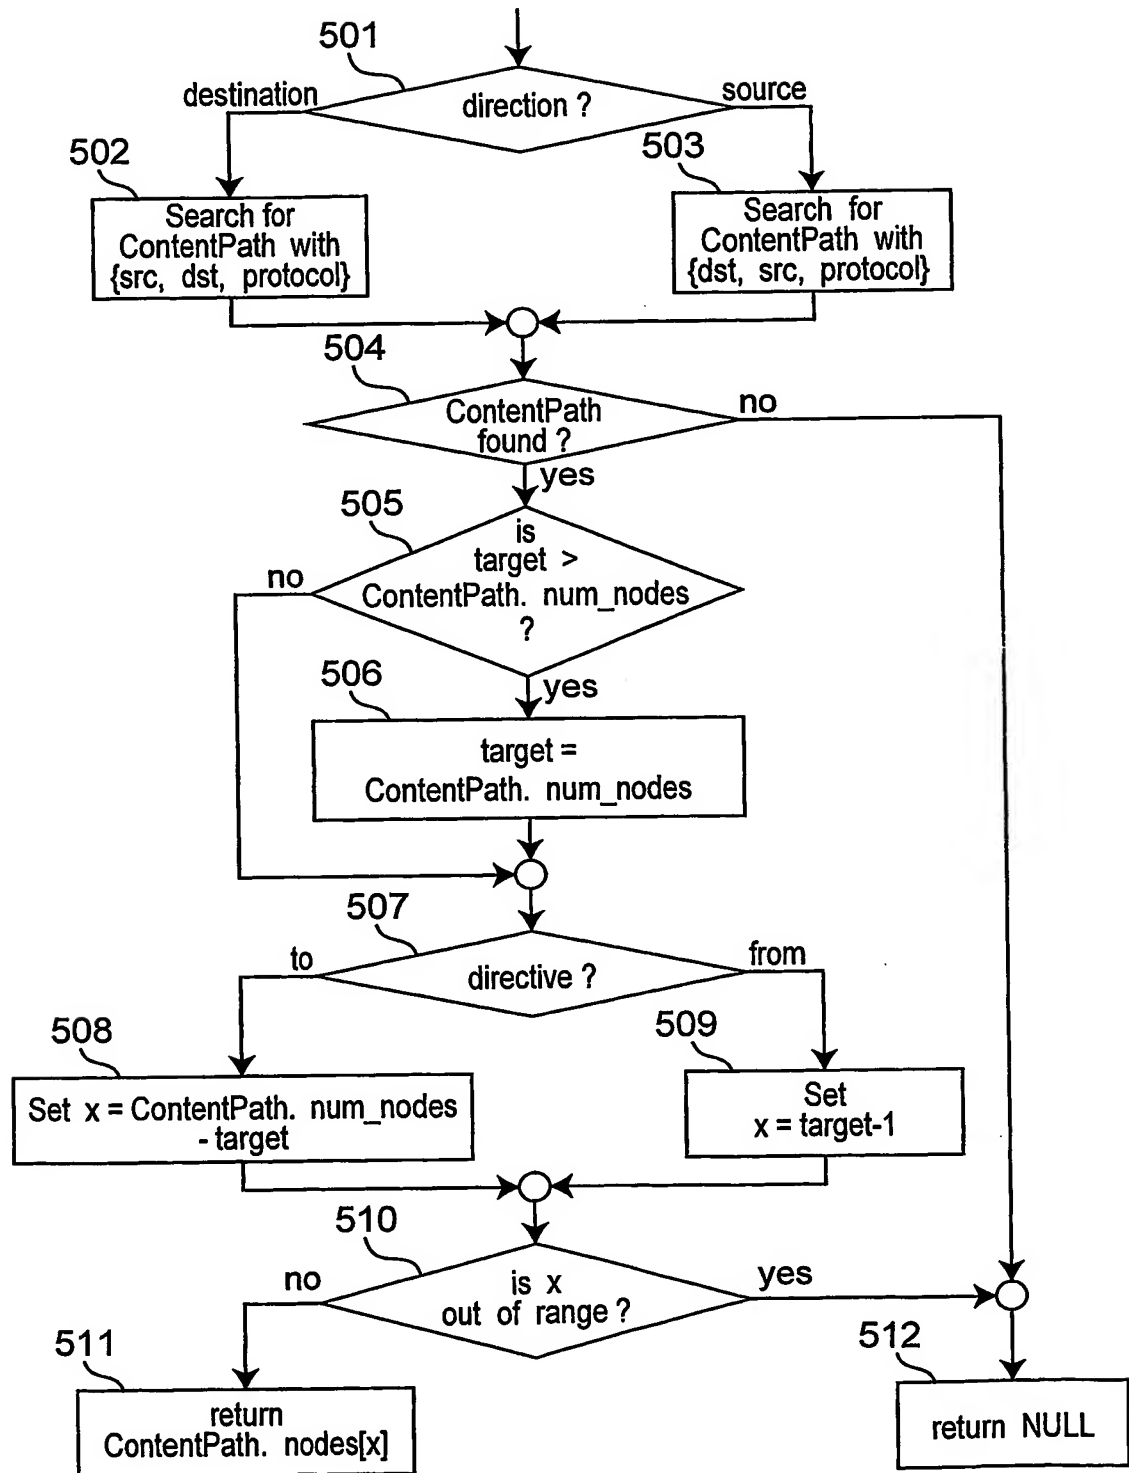 501
destination
direction ?
source
502
503
Search for
ContentPath with
{src, dst, protocol}
Search for
ContentPath with
{dst, src, protocol}
504
ContentPath
found ?
no
yes
505
is
target >
ContentPath. num_nodes
?
no
yes
506
target =
ContentPath. num_nodes
507
to
directive ?
from
508
509
Set x = ContentPath. num_nodes
- target
Set
x = target-1
510
no
is x
out of range ?
yes
511
return
ContentPath. nodes[x]
512
return NULL